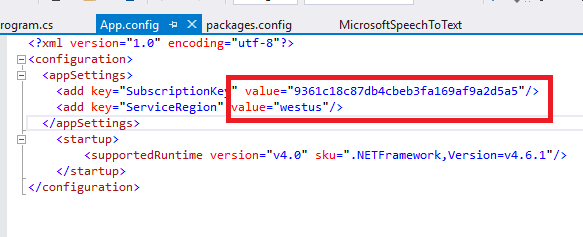 rogram.cs App.config packages.config MicrosoftSpeechToText
<?xml version="1.0" encoding="utf-8"?>
<configuration>
<appSettings>
<add key="SubscriptionKey" value="9361c18c87db4cbeb3fa169af9a2d5a5"/>
<add key="ServiceRegion" value="westus"/>
</appSettings>
<startup>
<supportedRuntime version="v4.0" sku=".NETFramework,Version=v4.6.1"/>
</startup>
</configuration>